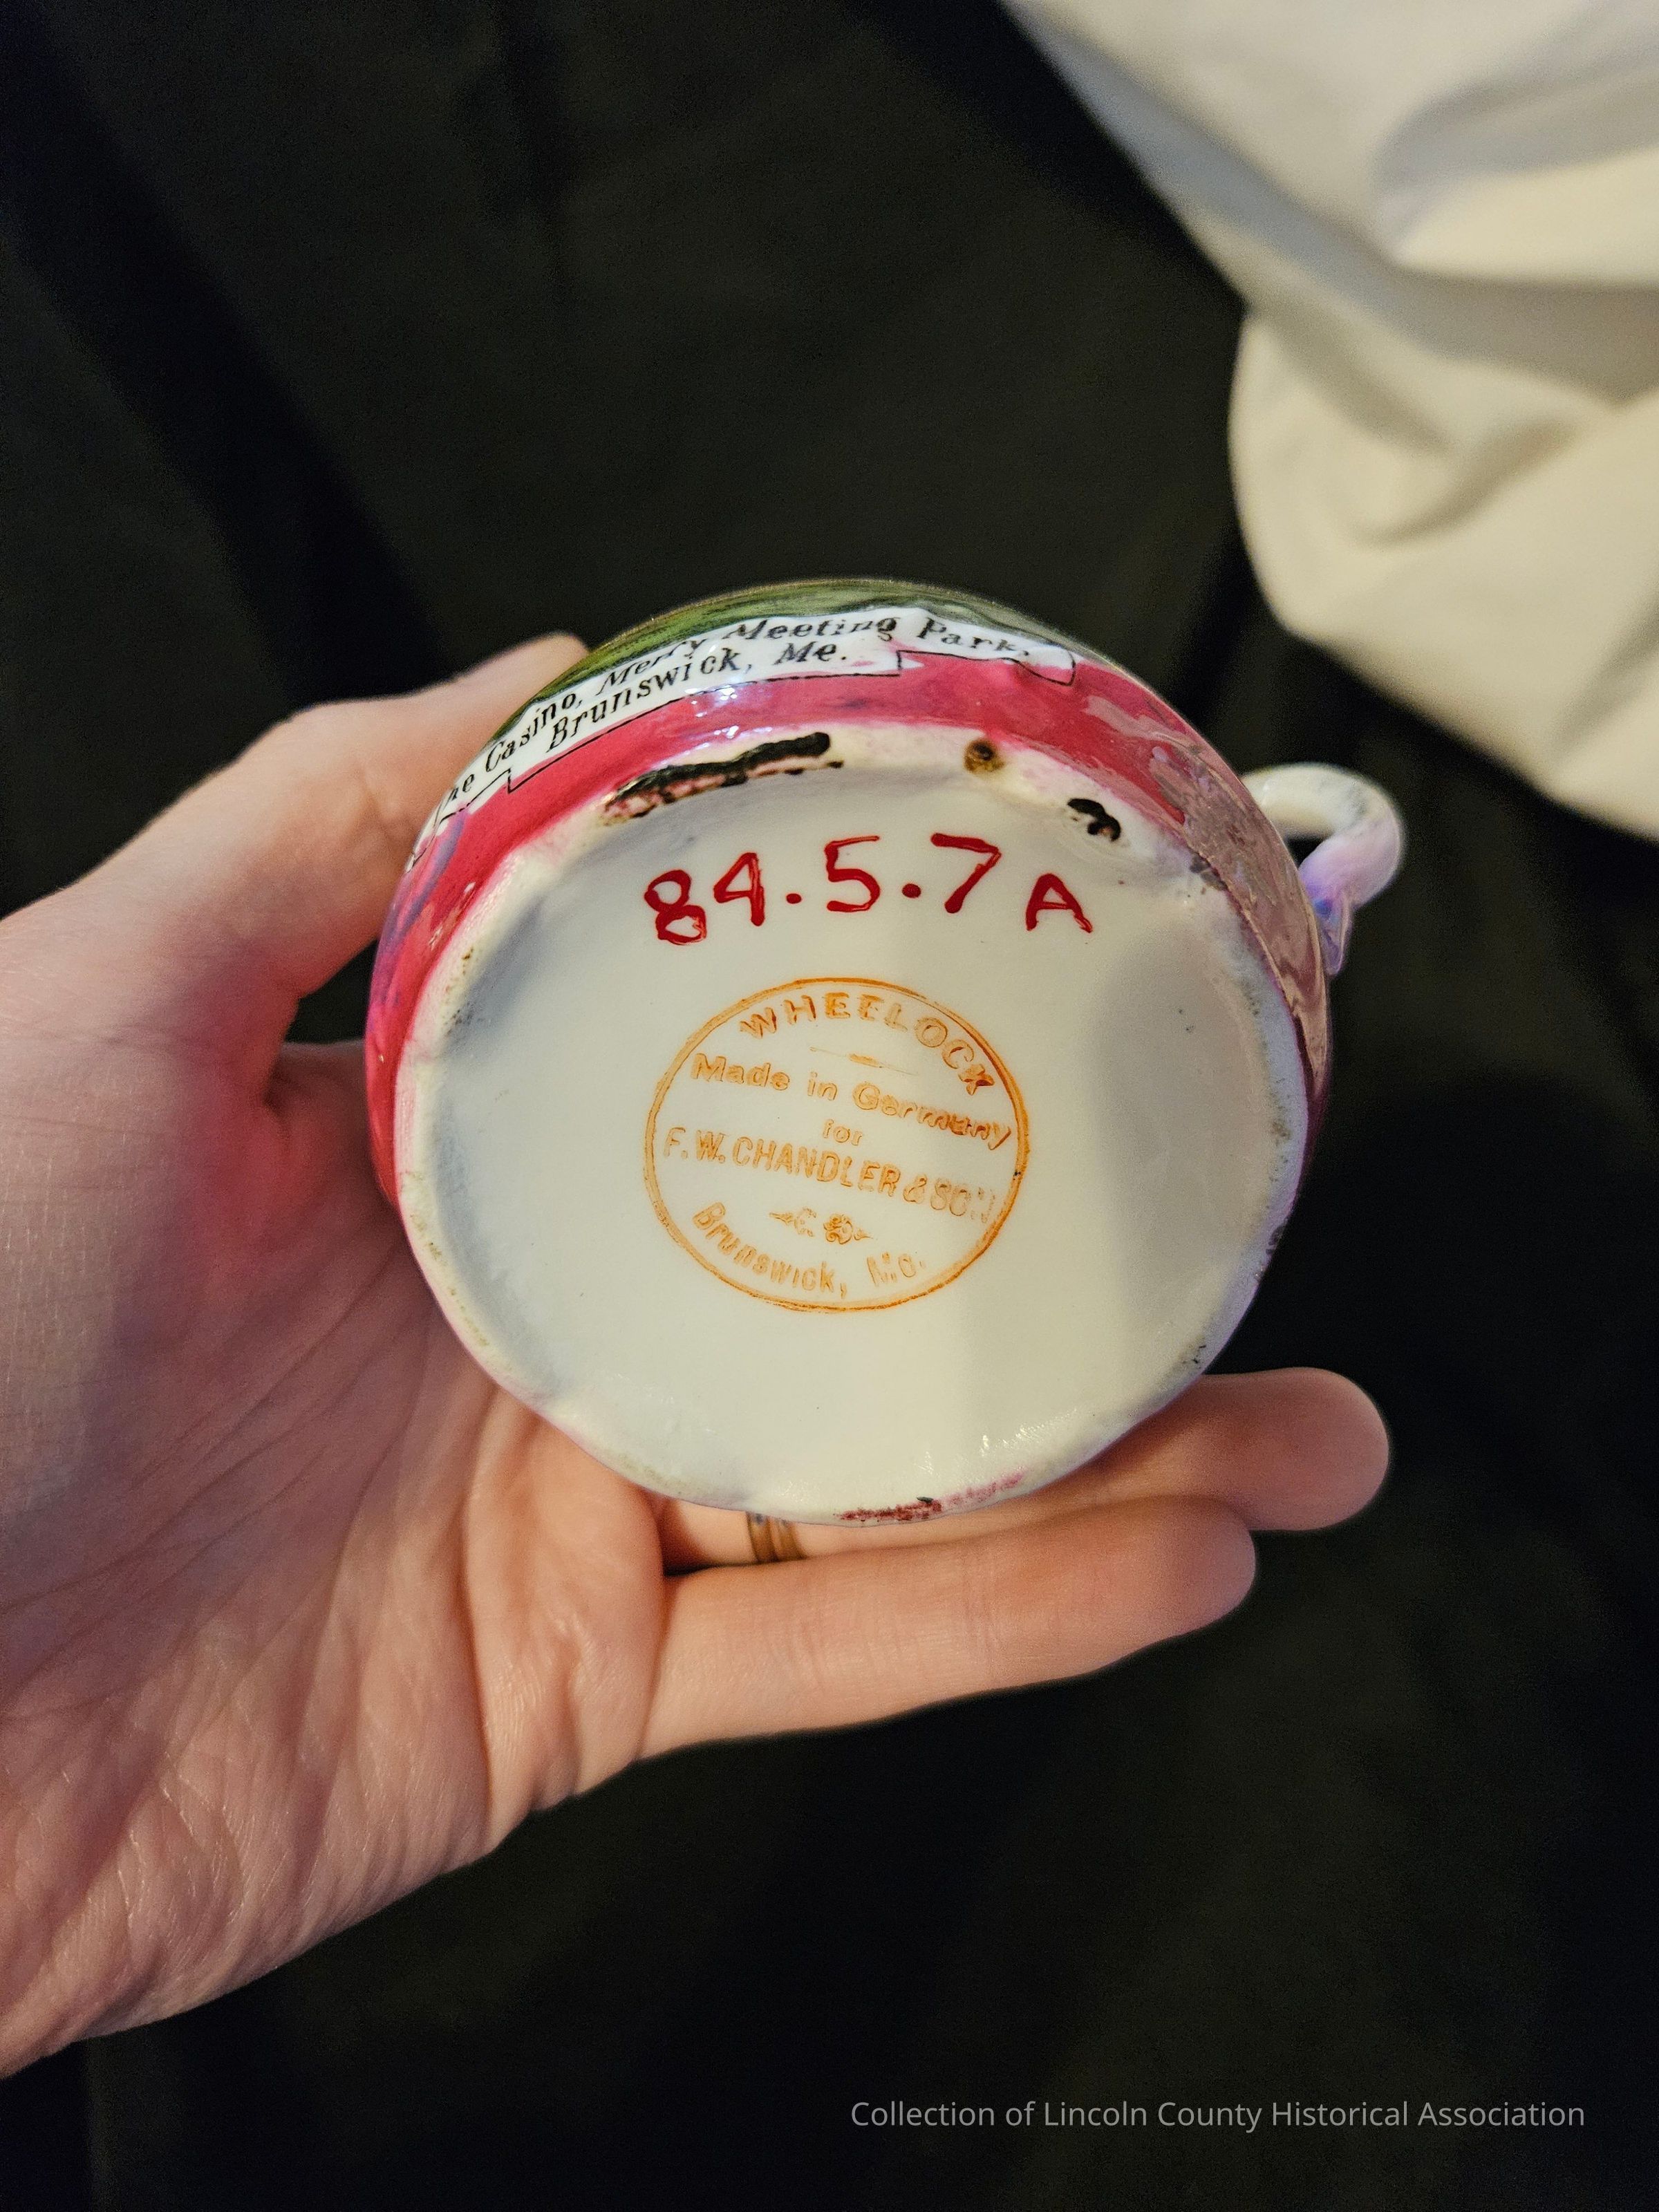 he Casino, Merry Meeting Park,
Brunswick, Me.
84.5.7A
WHEELOCK
Made in Germany
for
F. W. CHANDLER & SON
Brunswick, Me.
Collection of Lincoln County Historical Association